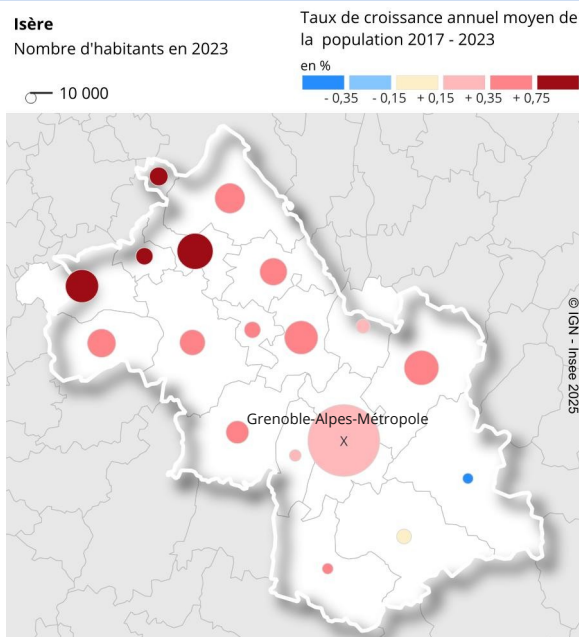 Isère
Nombre d'habitants en 2023
10 000
Taux de croissance annuel moyen de
la population 2017 - 2023
en %
- 0,35 - 0,15 + 0,15 + 0,35 + 0,75
Grenoble-Alpes-Métropole
X
© IGN - Insee 2025